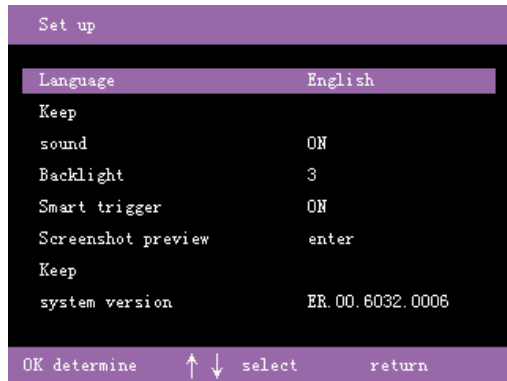 Set up
Language English
Keep
sound ON
Backlight 3
Smart trigger ON
Screenshot preview enter
Keep
system version ER.00.6032.0006
OK determine ↑↓ select return